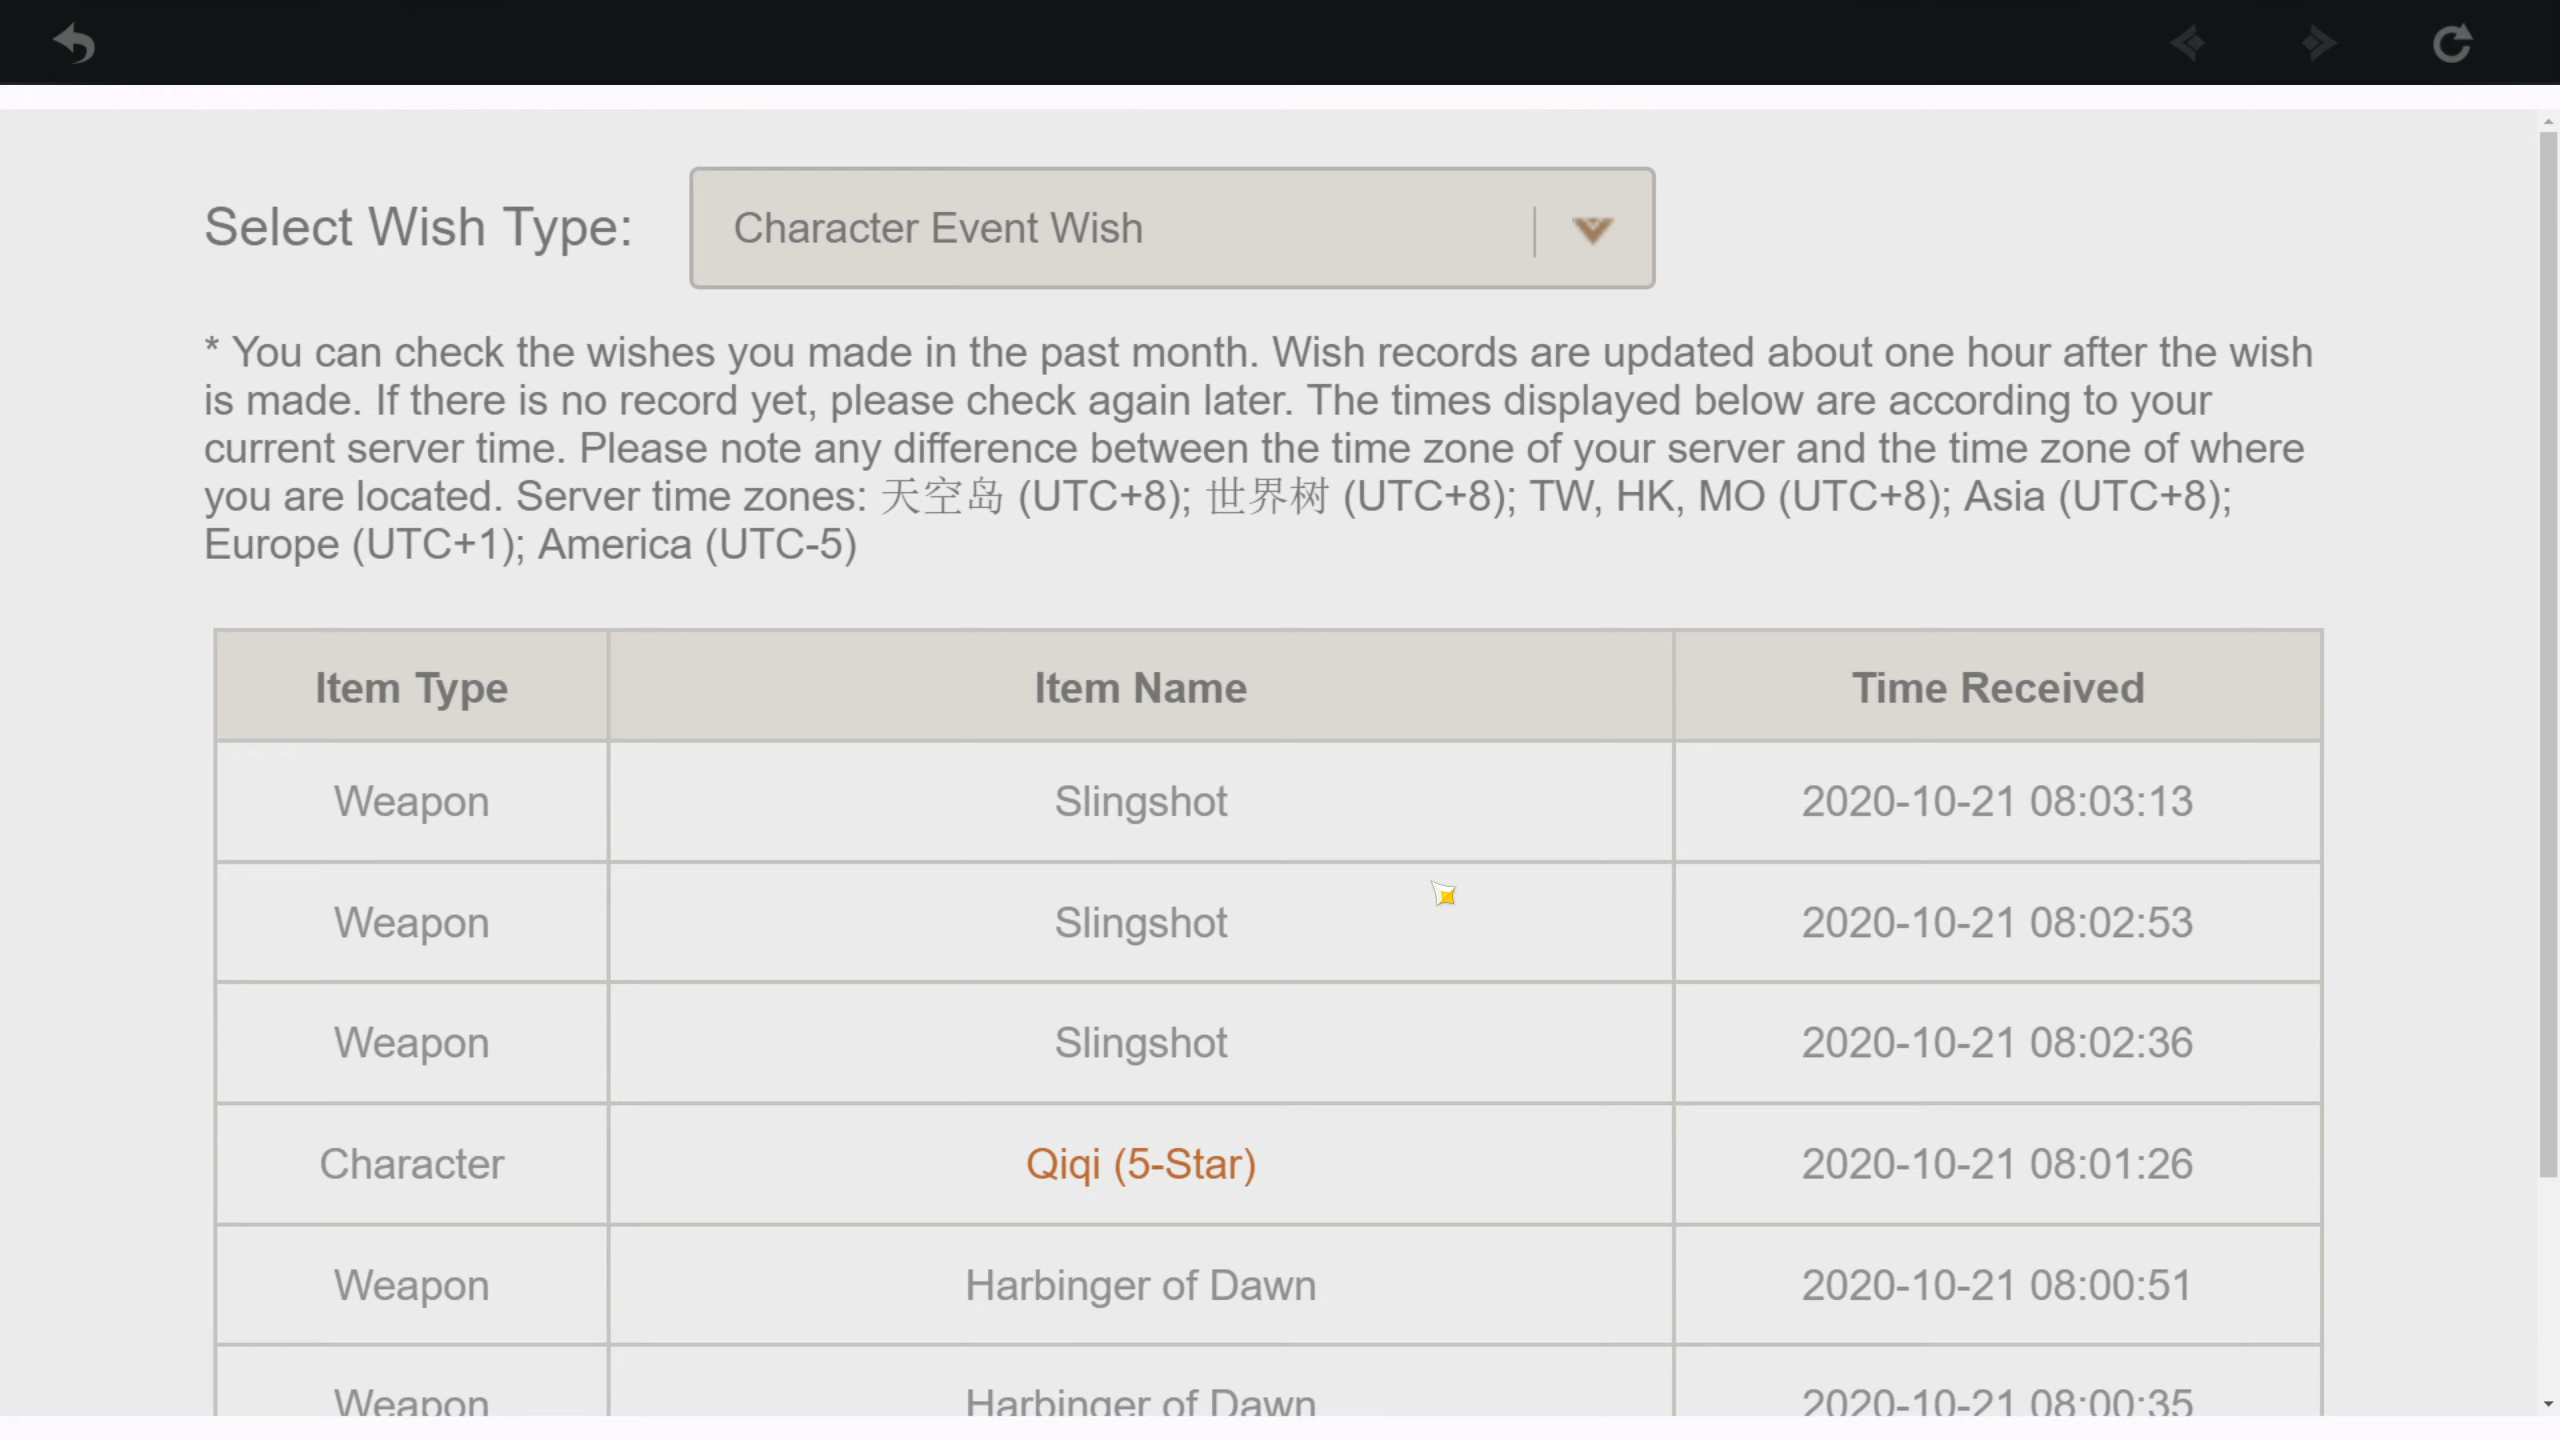 Select Wish Type: Character Event Wish
* You can check the wishes you made in the past month. Wish records are updated about one hour after the wish
is made. If there is no record yet, please check again later. The times displayed below are according to your
current server time. Please note any difference between the time zone of your server and the time zone of where
you are located. Server time zones: 天空岛 (UTC+8); 世界树 (UTC+8); TW, HK, MO (UTC+8); Asia (UTC+8);
Europe (UTC+1); America (UTC-5)
Item Type Item Name Time Received
Weapon Slingshot 2020-10-21 08:03:13
Weapon Slingshot 2020-10-21 08:02:53
Weapon Slingshot 2020-10-21 08:02:36
Character Qiqi (5-Star) 2020-10-21 08:01:26
Weapon Harbinger of Dawn 2020-10-21 08:00:51
Weapon Harbinger of Dawn 2020-10-21 08:00:35